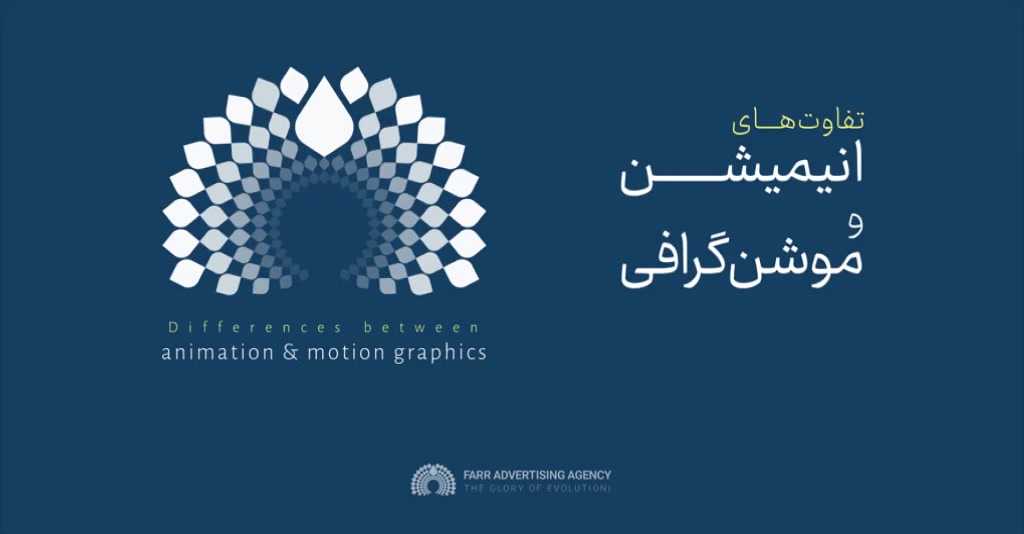 تفاوت‌های
انیمیشن
و
موشن‌گرافی
Differences between
animation & motion graphics
FARR ADVERTISING AGENCY
THE GLORY OF EVOLUTION!